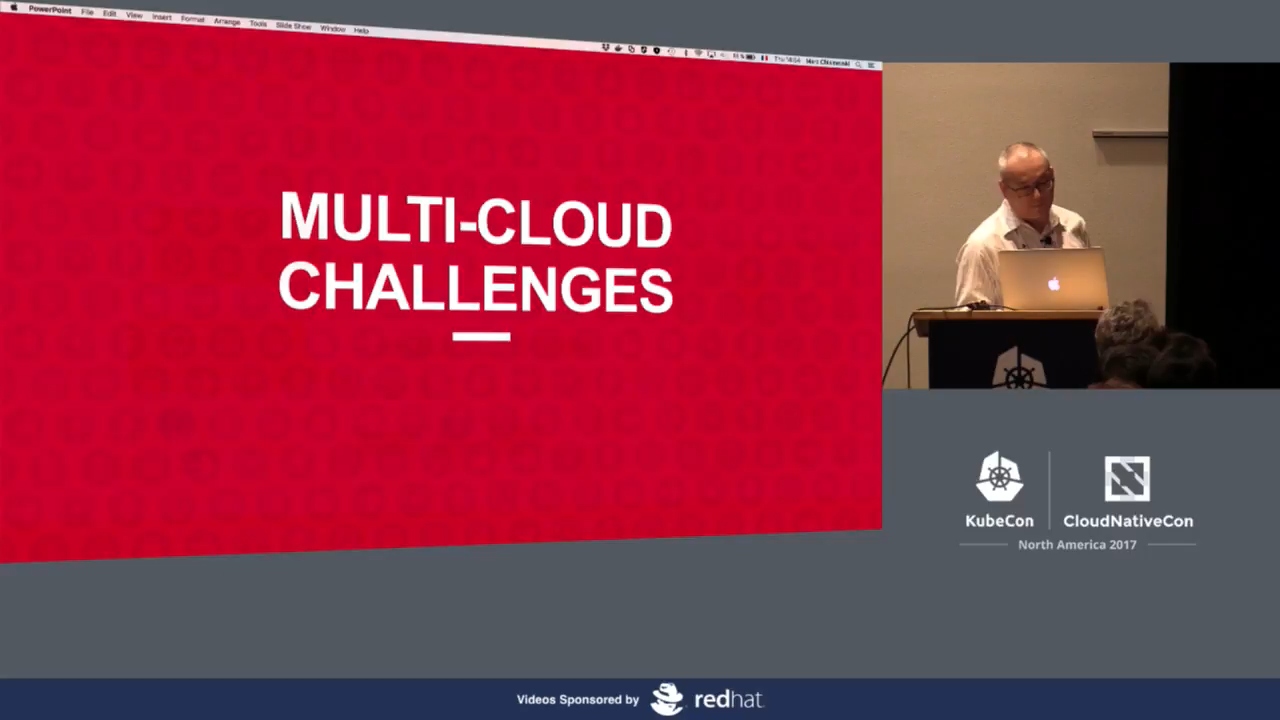 PowerPoint File Edit View Insert Format Arrange Tools Slide Show Window Help
MULTI-CLOUD
CHALLENGES
KubeCon
CloudNativeCon
North America 2017
Videos Sponsored by redhat